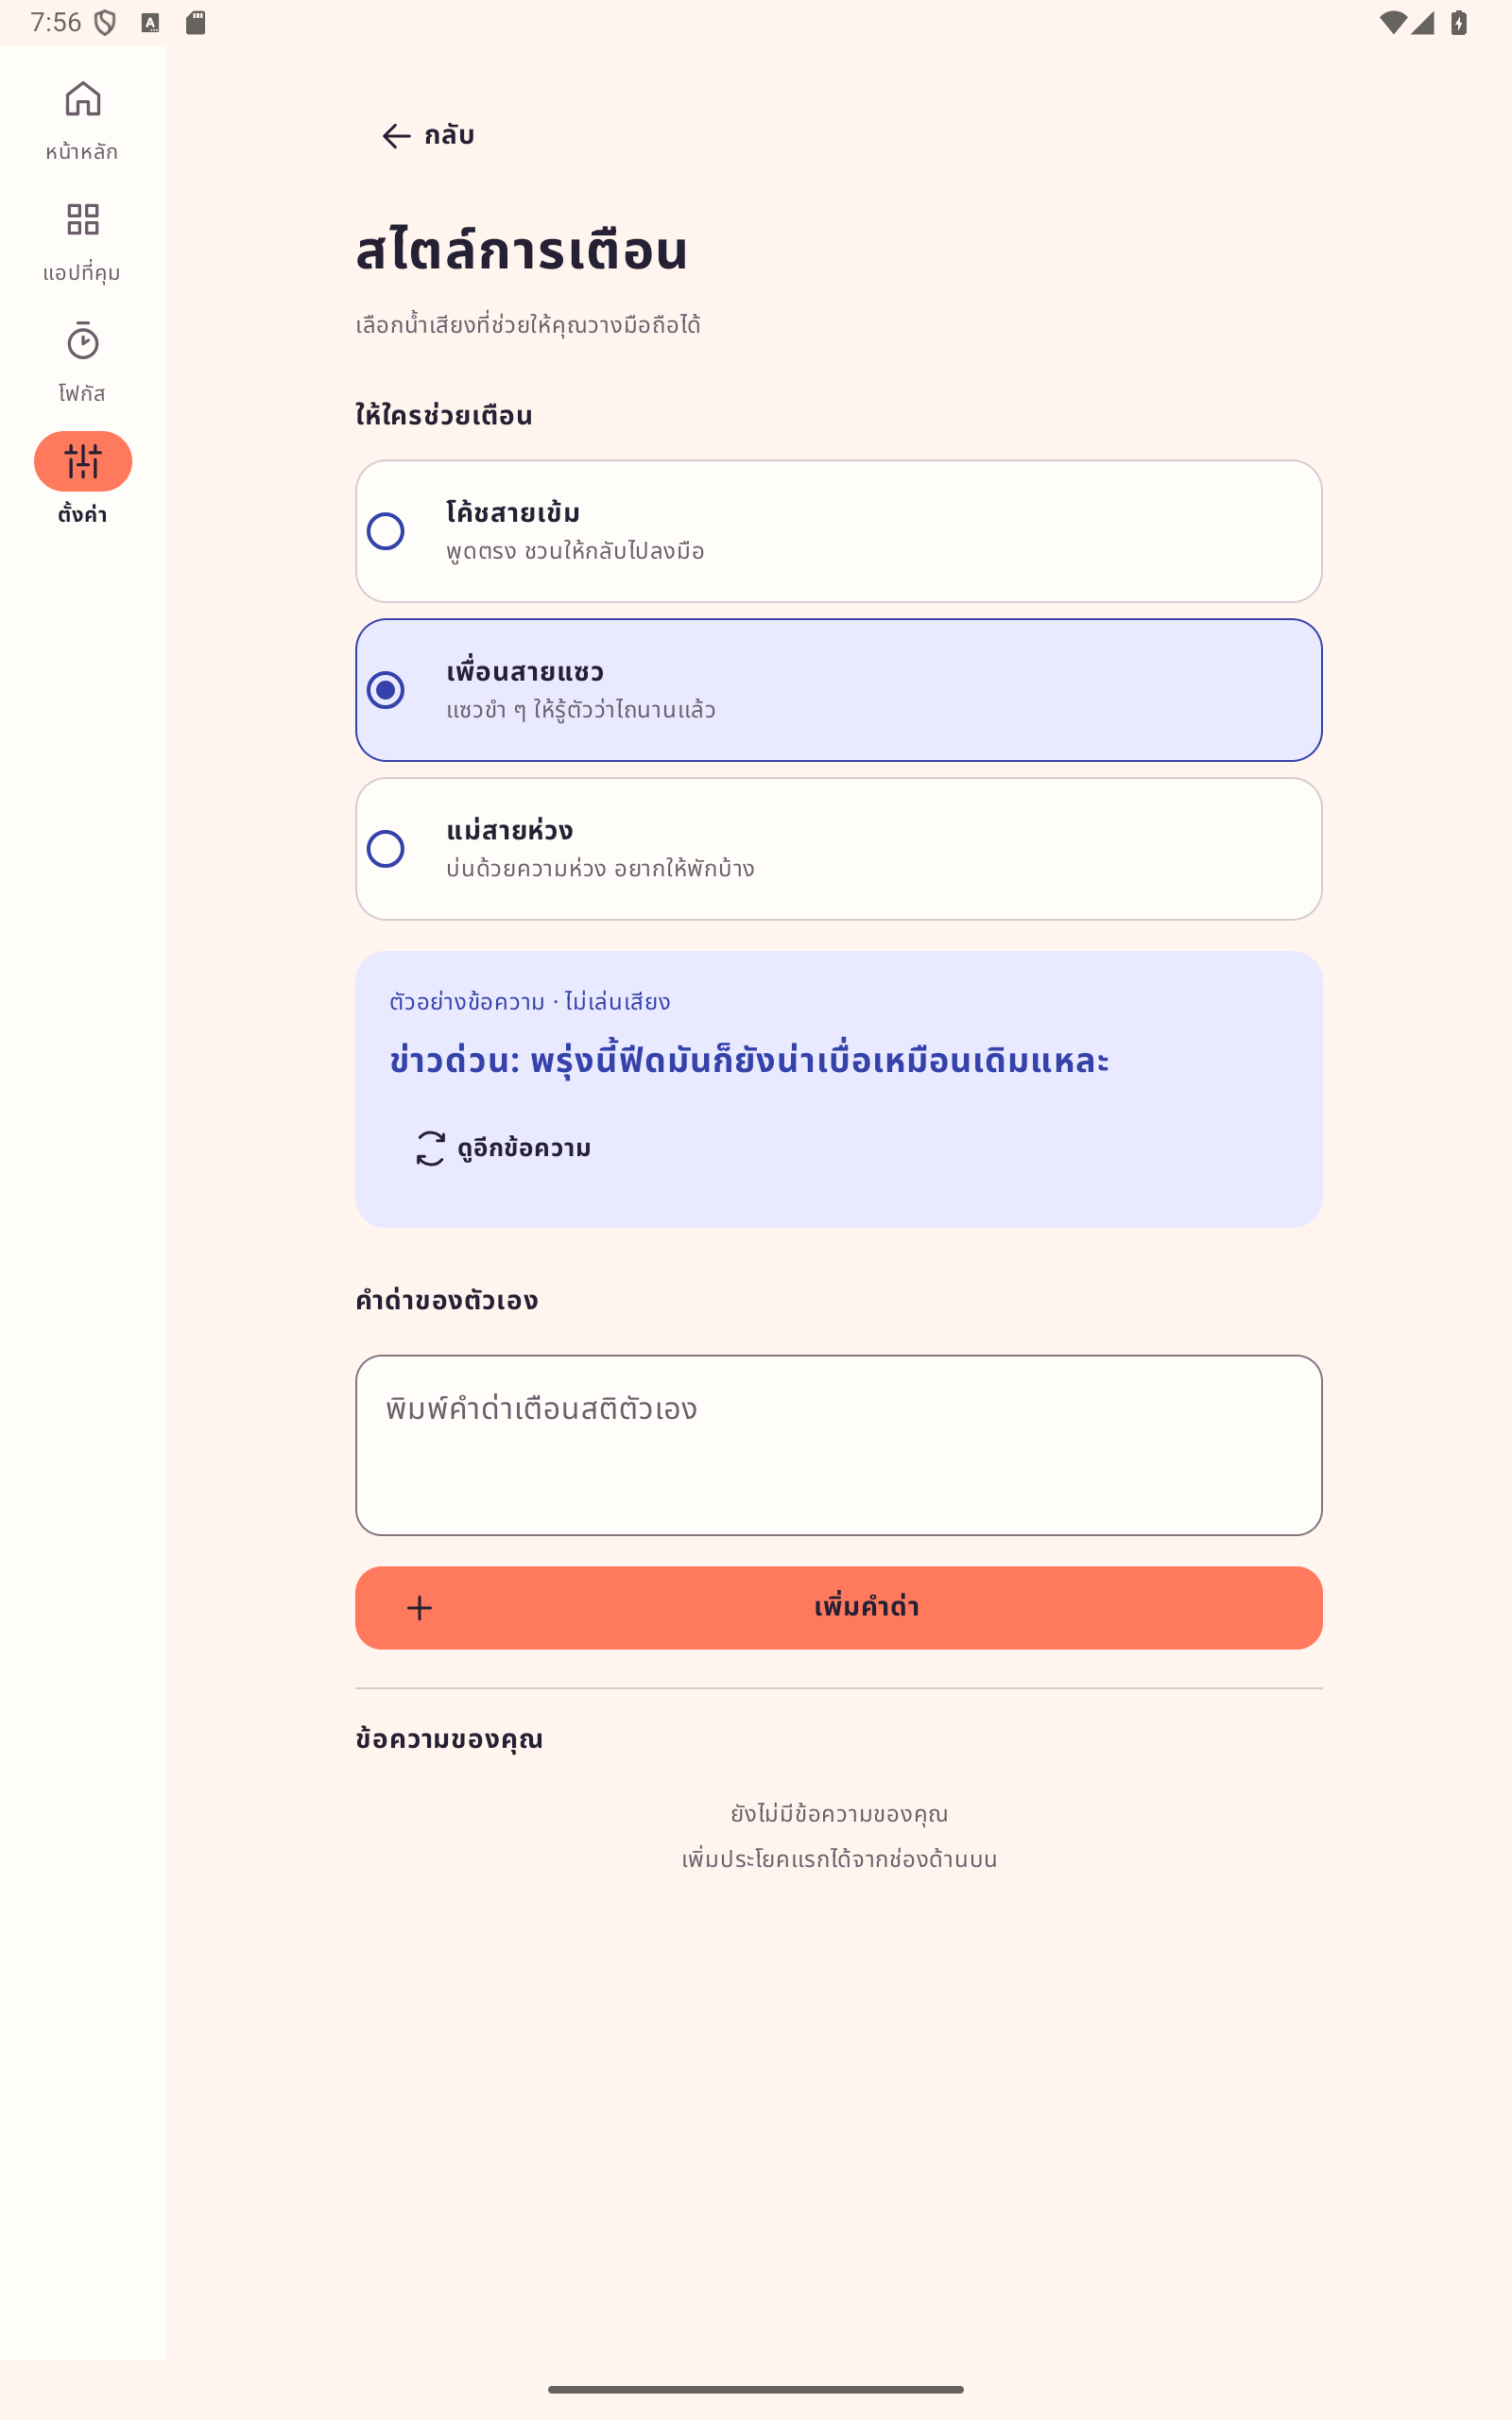 7:56
หน้าหลัก
แอปที่คุม
โฟกัส
ตั้งค่า
กลับ
สไตล์การเตือน
เลือกน้ำเสียงที่ช่วยให้คุณวางมือถือได้
ให้ใครช่วยเตือน
โค้ชสายเข้ม
พูดตรง ชวนให้กลับไปลงมือ
เพื่อนสายแซว
แซวขำ ๆ ให้รู้ตัวว่าไถนานแล้ว
แม่สายห่วง
บ่นด้วยความห่วง อยากให้พักบ้าง
ตัวอย่างข้อความ · ไม่เล่นเสียง
ข่าวด่วน: พรุ่งนี้ฟีดมันก็ยังน่าเบื่อเหมือนเดิมแหละ
ดูอีกข้อความ
คำด่าของตัวเอง
พิมพ์คำด่าเตือนสติตัวเอง
เพิ่มคำด่า
ข้อความของคุณ
ยังไม่มีข้อความของคุณ
เพิ่มประโยคแรกได้จากช่องด้านบน